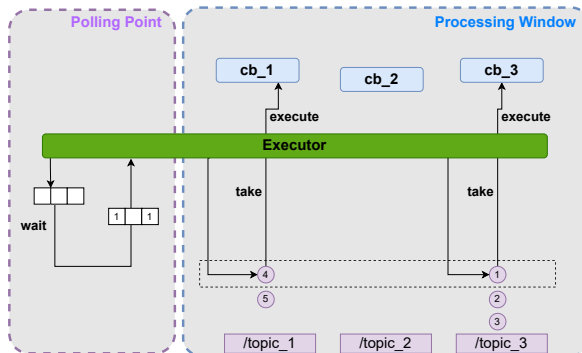 Polling Point
Processing Window
cb_1
cb_2
cb_3
execute
execute
Executor
take
take
1 1
wait
4
1
5
2
3
/topic_1
/topic_2
/topic_3